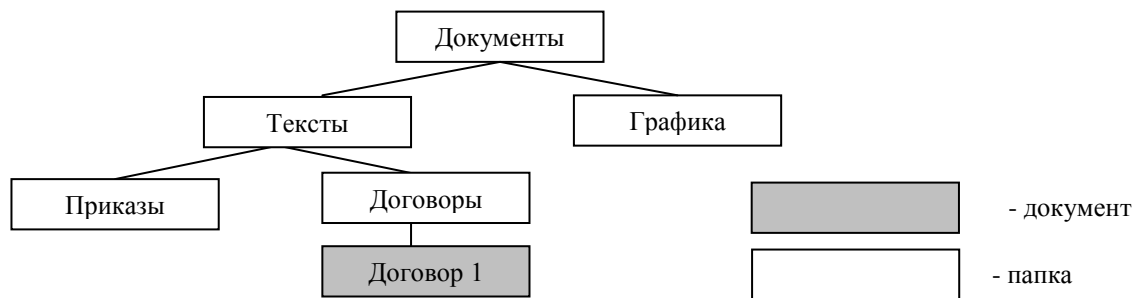 Документы
Тексты
Графика
Приказы
Договоры
- документ
Договор 1
- папка